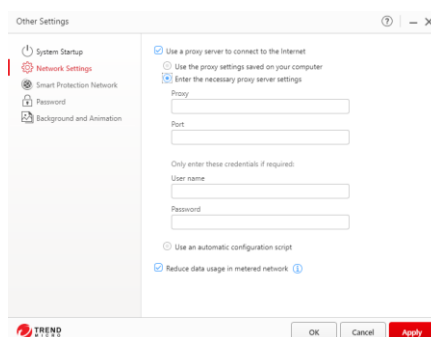 Other Settings
System Startup
Network Settings
Smart Protection Network
Password
Background and Animation
Use a proxy server to connect to the Internet
Use the proxy settings saved on your computer
Enter the necessary proxy server settings
Proxy
Port
Only enter these credentials if required:
User name
Password
Use an automatic configuration script
Reduce data usage in metered network
TREND
MICRO
OK
Cancel
Apply